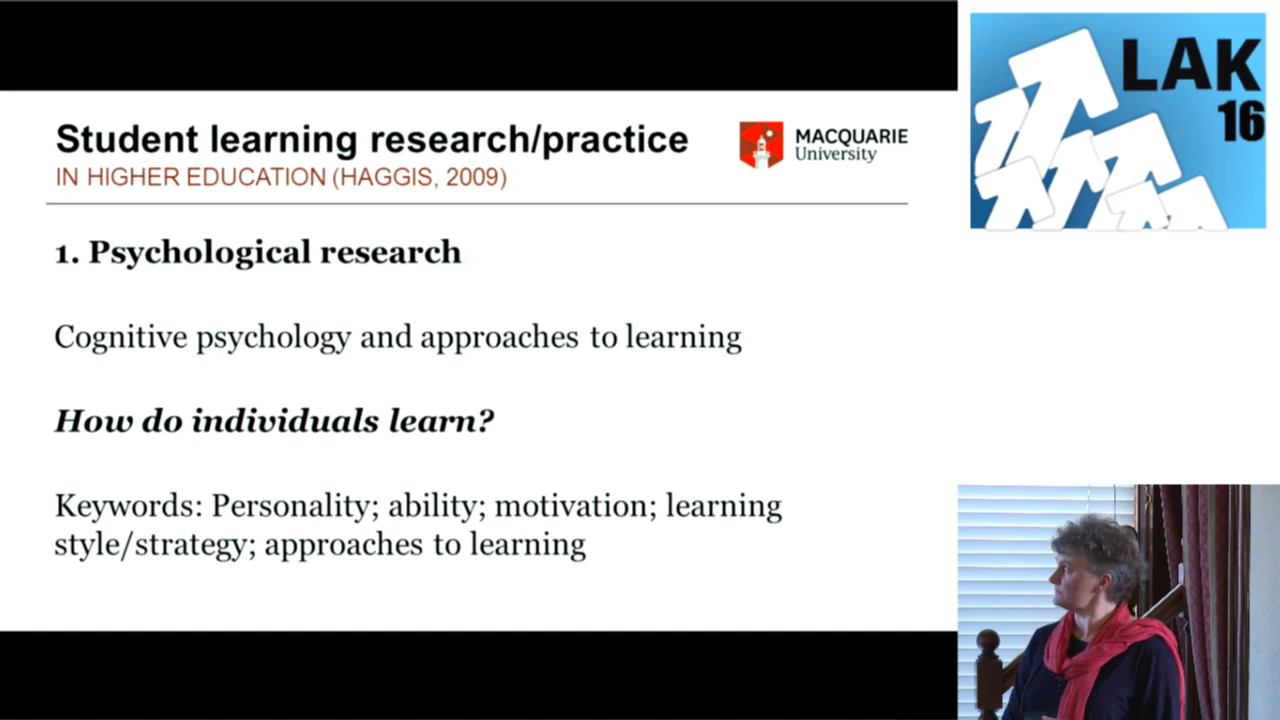 Student learning research/practice
IN HIGHER EDUCATION (HAGGIS, 2009)
MACQUARIE
University
1. Psychological research
Cognitive psychology and approaches to learning
How do individuals learn?
Keywords: Personality; ability; motivation; learning
style/strategy; approaches to learning
LAK
16